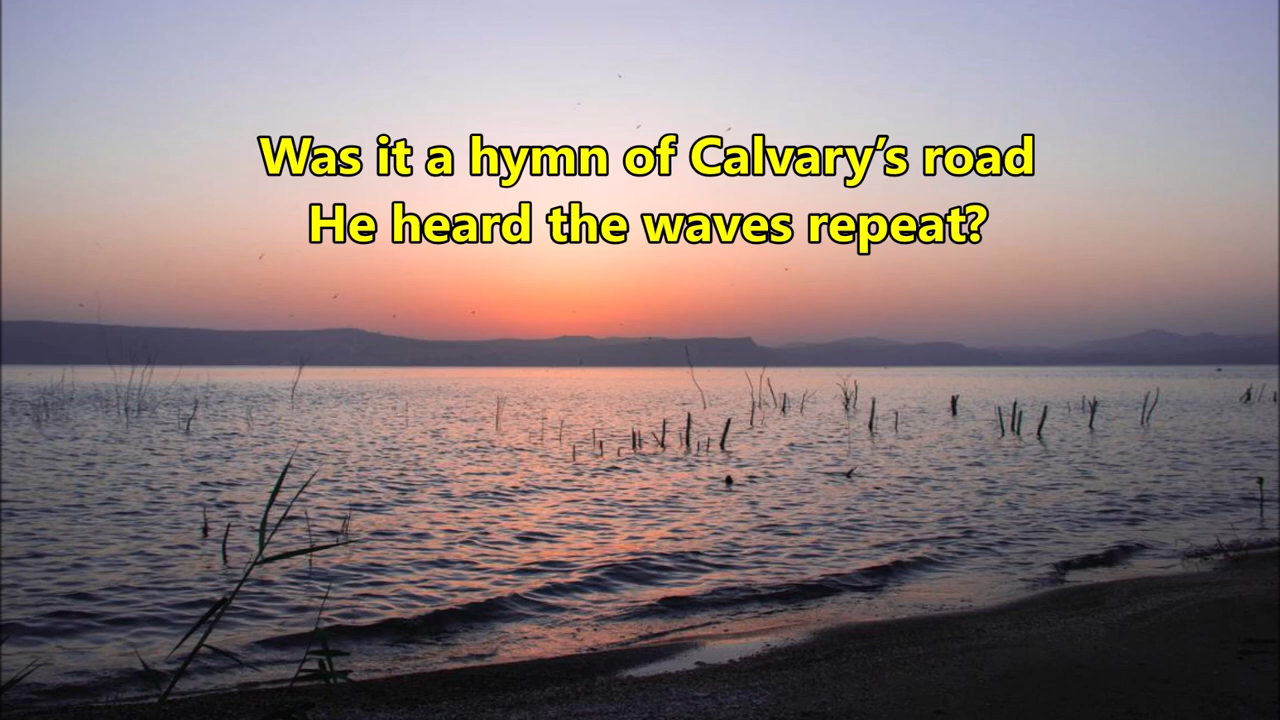 Was it a hymn of Calvary’s road
He heard the waves repeat?